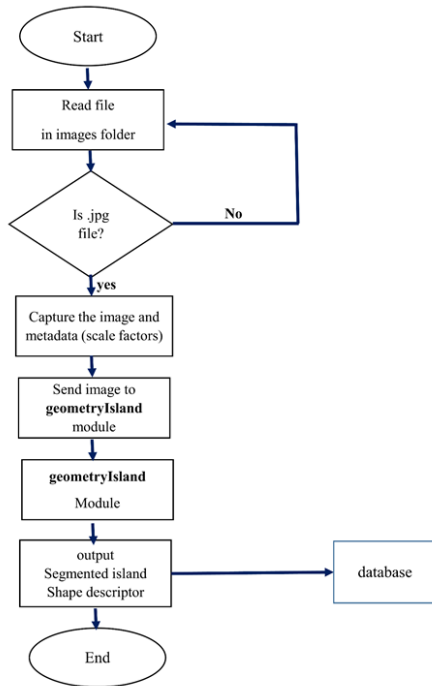 Start
Read file
in images folder
Is .jpg
file?
No
yes
Capture the image and
metadata (scale factors)
Send image to
geometryIsland
module
geometryIsland
Module
output
Segmented island
Shape descriptor
database
End